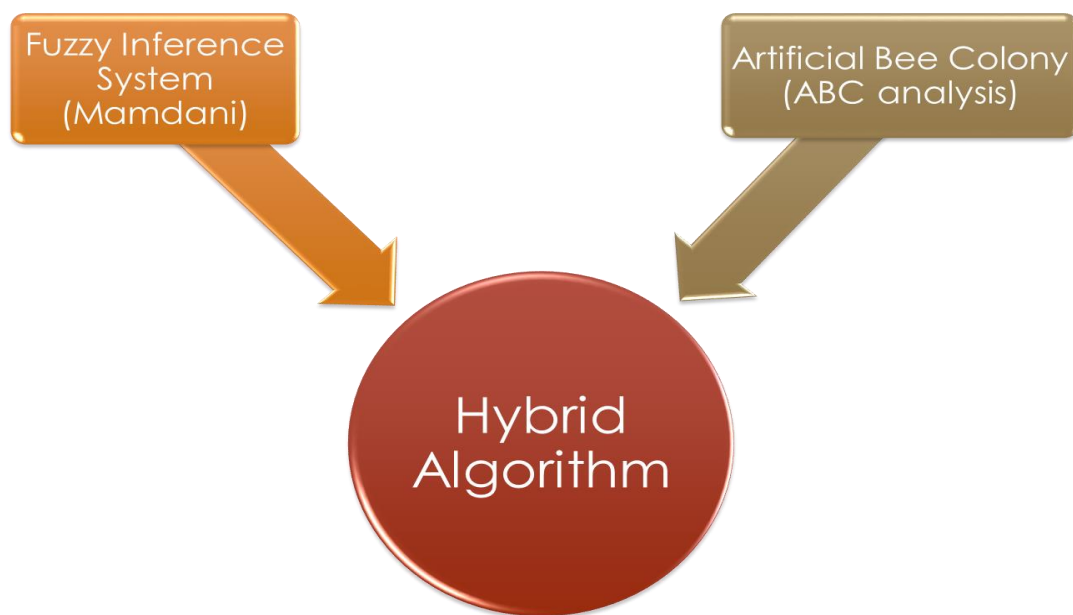 Fuzzy Inference
System
(Mamdani)
Artificial Bee Colony
(ABC analysis)
Hybrid
Algorithm